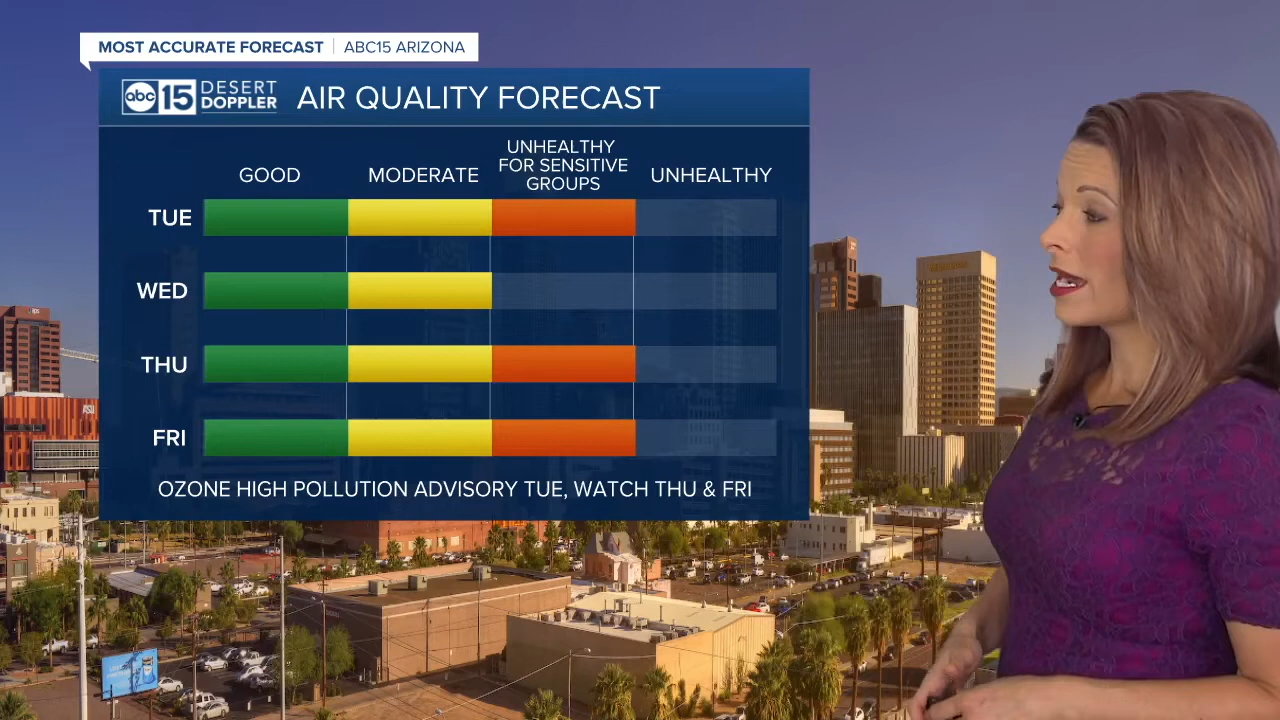 MOST ACCURATE FORECAST | ABC15 ARIZONA
abc 15 DESERT DOPPLER AIR QUALITY FORECAST
GOOD
MODERATE
UNHEALTHY
FOR SENSITIVE
GROUPS
UNHEALTHY
TUE
WED
THU
FRI
OZONE HIGH POLLUTION ADVISORY TUE, WATCH THU & FRI
ASU